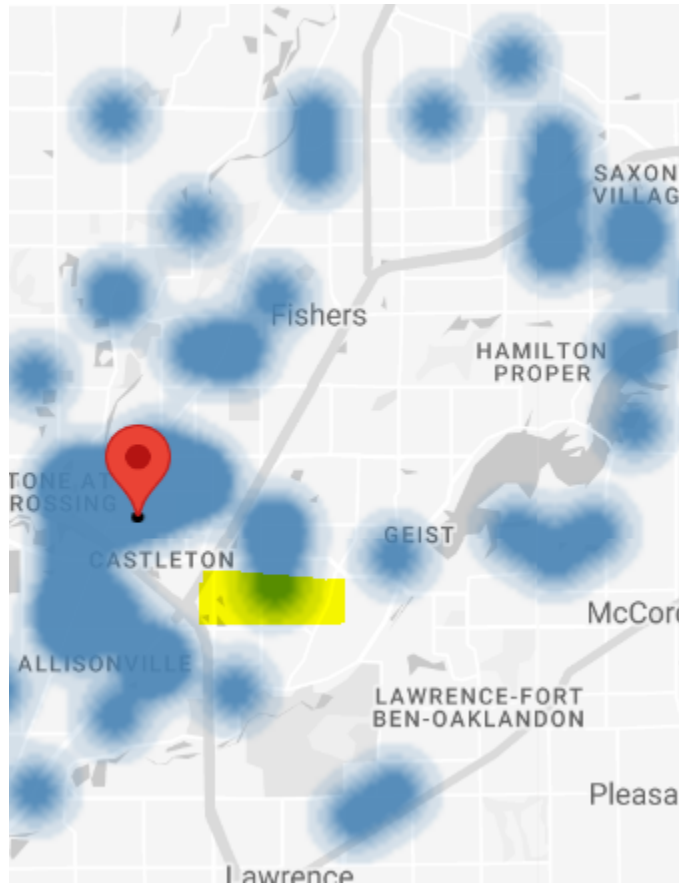 SAXON
VILLAG
Fishers
HAMILTON
PROPER
TONE AT
ROSSING
GEIST
CASTLETON
McCor
ALLISONVILLE
LAWRENCE-FORT
BEN-OAKLANDON
Pleasa
Lawrence